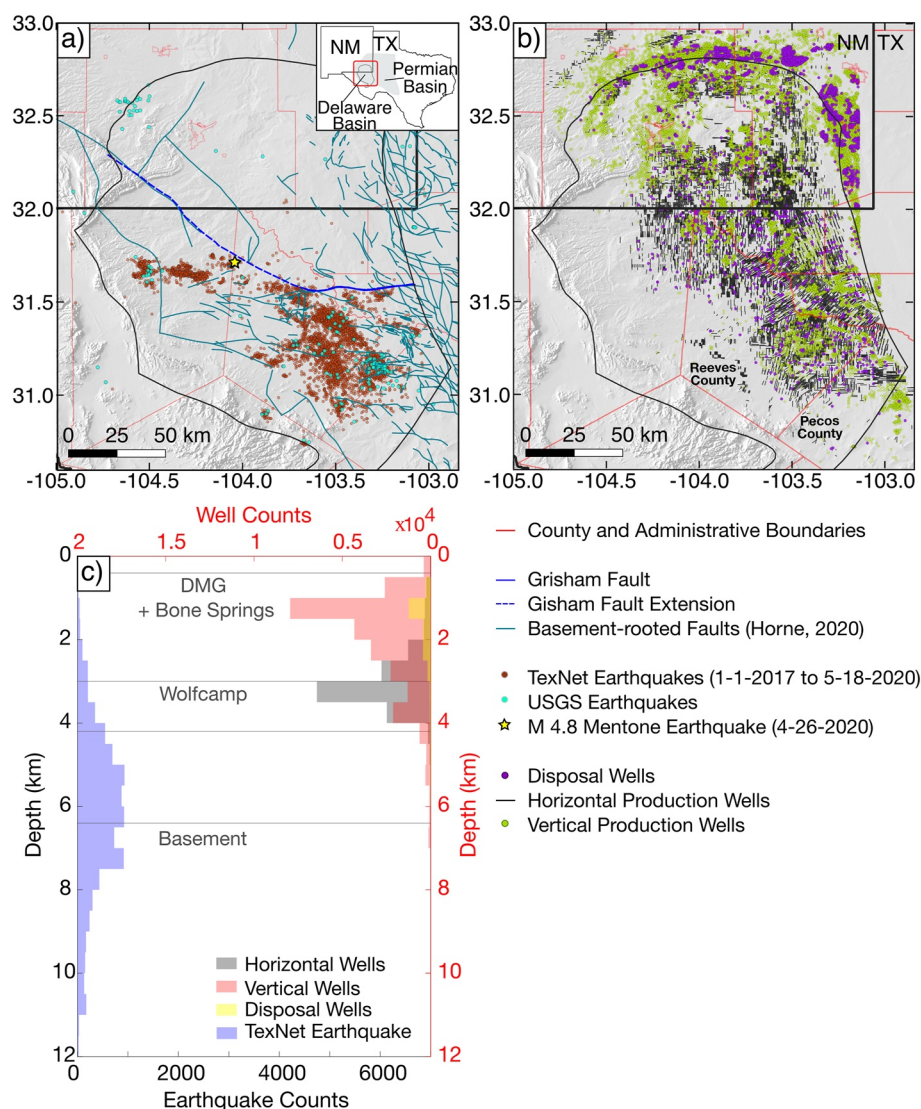 33.0
32.5
32.0
31.5
31.0
a)
NM
TX
Permian
Basin
Delaware
Basin
0 25 50 km
-105.0 -104.5 -104.0 -103.5 -103.0
b)
NM TX
33.0
32.5
32.0
31.5
31.0
Reeves
County
Pecos
County
0 25 50 km
-105.0 -104.5 -104.0 -103.5 -103.0
Well Counts
x10⁴
2 1.5 1 0.5 0
c)
0
2
4
6
8
10
12
Depth (km)
DMG
+ Bone Springs
Wolfcamp
Basement
0
2
4
6
8
10
12
Depth (km)
Horizontal Wells
Vertical Wells
Disposal Wells
TexNet Earthquake
0 2000 4000 6000
Earthquake Counts
County and Administrative Boundaries
Grisham Fault
Gisham Fault Extension
Basement-rooted Faults (Horne, 2020)
TexNet Earthquakes (1-1-2017 to 5-18-2020)
USGS Earthquakes
M 4.8 Mentone Earthquake (4-26-2020)
Disposal Wells
Horizontal Production Wells
Vertical Production Wells